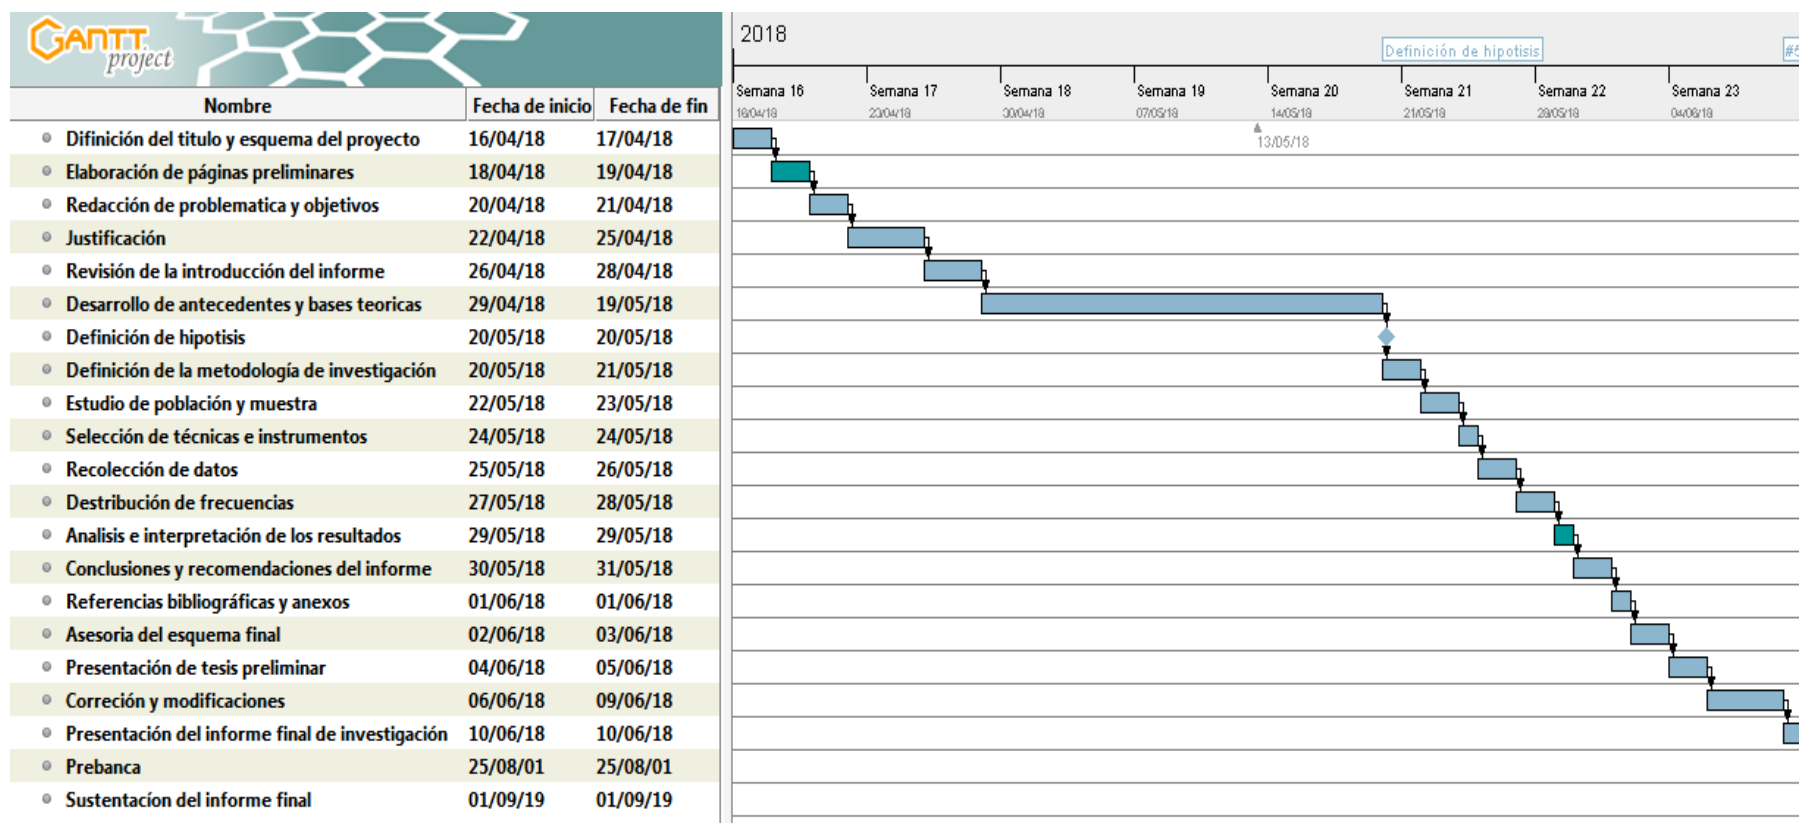 GANTT
project
2018
Definición de hipotisis
Semana 16 Semana 17 Semana 18 Semana 19 Semana 20 Semana 21 Semana 22 Semana 23
16/04/18 23/04/18 30/04/18 07/05/18 14/05/18 21/05/18 28/05/18 04/06/18
13/05/18
Nombre Fecha de inicio Fecha de fin
Difinición del titulo y esquema del proyecto 16/04/18 17/04/18
Elaboración de páginas preliminares 18/04/18 19/04/18
Redacción de problematica y objetivos 20/04/18 21/04/18
Justificación 22/04/18 25/04/18
Revisión de la introducción del informe 26/04/18 28/04/18
Desarrollo de antecedentes y bases teoricas 29/04/18 19/05/18
Definición de hipotisis 20/05/18 20/05/18
Definición de la metodología de investigación 20/05/18 21/05/18
Estudio de población y muestra 22/05/18 23/05/18
Selección de técnicas e instrumentos 24/05/18 24/05/18
Recolección de datos 25/05/18 26/05/18
Destribución de frecuencias 27/05/18 28/05/18
Analisis e interpretación de los resultados 29/05/18 29/05/18
Conclusiones y recomendaciones del informe 30/05/18 31/05/18
Referencias bibliográficas y anexos 01/06/18 01/06/18
Asesoria del esquema final 02/06/18 03/06/18
Presentación de tesis preliminar 04/06/18 05/06/18
Correción y modificaciones 06/06/18 09/06/18
Presentación del informe final de investigación 10/06/18 10/06/18
Prebanca 25/08/01 25/08/01
Sustentacíon del informe final 01/09/19 01/09/19